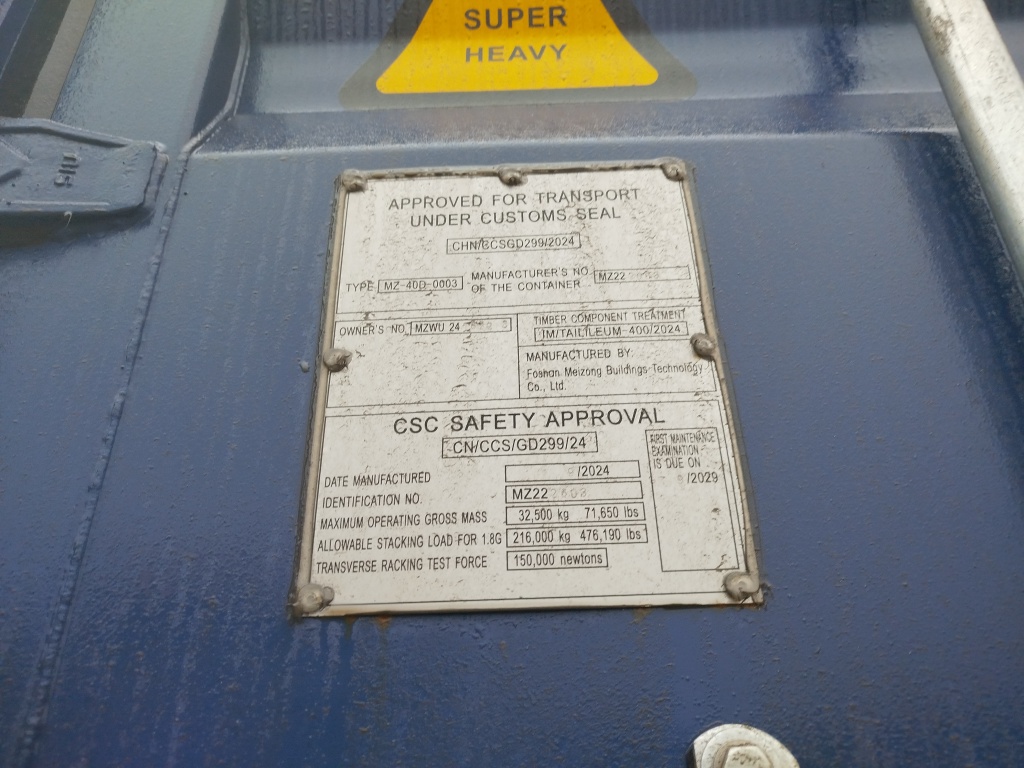 SUPER
HEAVY
APPROVED FOR TRANSPORT
UNDER CUSTOMS SEAL
CHN/CCSGD299/2024
TYPE MZ-40D-0003
MANUFACTURER'S NO.
OF THE CONTAINER
MZ22
OWNER'S NO. MZWU 24
TIMBER COMPONENT TREATMENT
IM/TAILILEUM-400/2024
MANUFACTURED BY:
Foshan Meizong Buildings Technology
Co., Ltd.
CSC SAFETY APPROVAL
CN/CCS/GD299/24
DATE MANUFACTURED /2024
IDENTIFICATION NO. MZ22
MAXIMUM OPERATING GROSS MASS 32,500 kg 71,650 lbs
ALLOWABLE STACKING LOAD FOR 1.8G 216,000 kg 476,190 lbs
TRANSVERSE RACKING TEST FORCE 150,000 newtons
FIRST MAINTENANCE
EXAMINATION
IS DUE ON
/2029